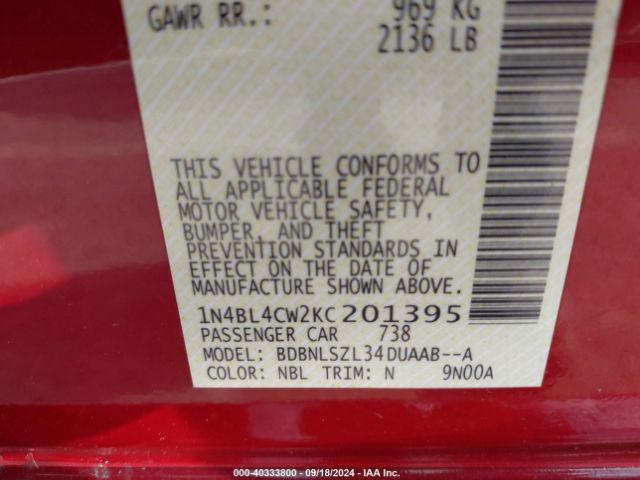 GAWR RR.: 969 KG
2136 LB
THIS VEHICLE CONFORMS TO
ALL APPLICABLE FEDERAL
MOTOR VEHICLE SAFETY,
BUMPER, AND THEFT
PREVENTION STANDARDS IN
EFFECT ON THE DATE OF
MANUFACTURE SHOWN ABOVE.
1N4BL4CW2KC201395
PASSENGER CAR 738
MODEL: BDBNLSZL34DUAAB--A
COLOR: NBL TRIM: N 9N00A
000-40333800 - 09/18/2024 - IAAI.COM